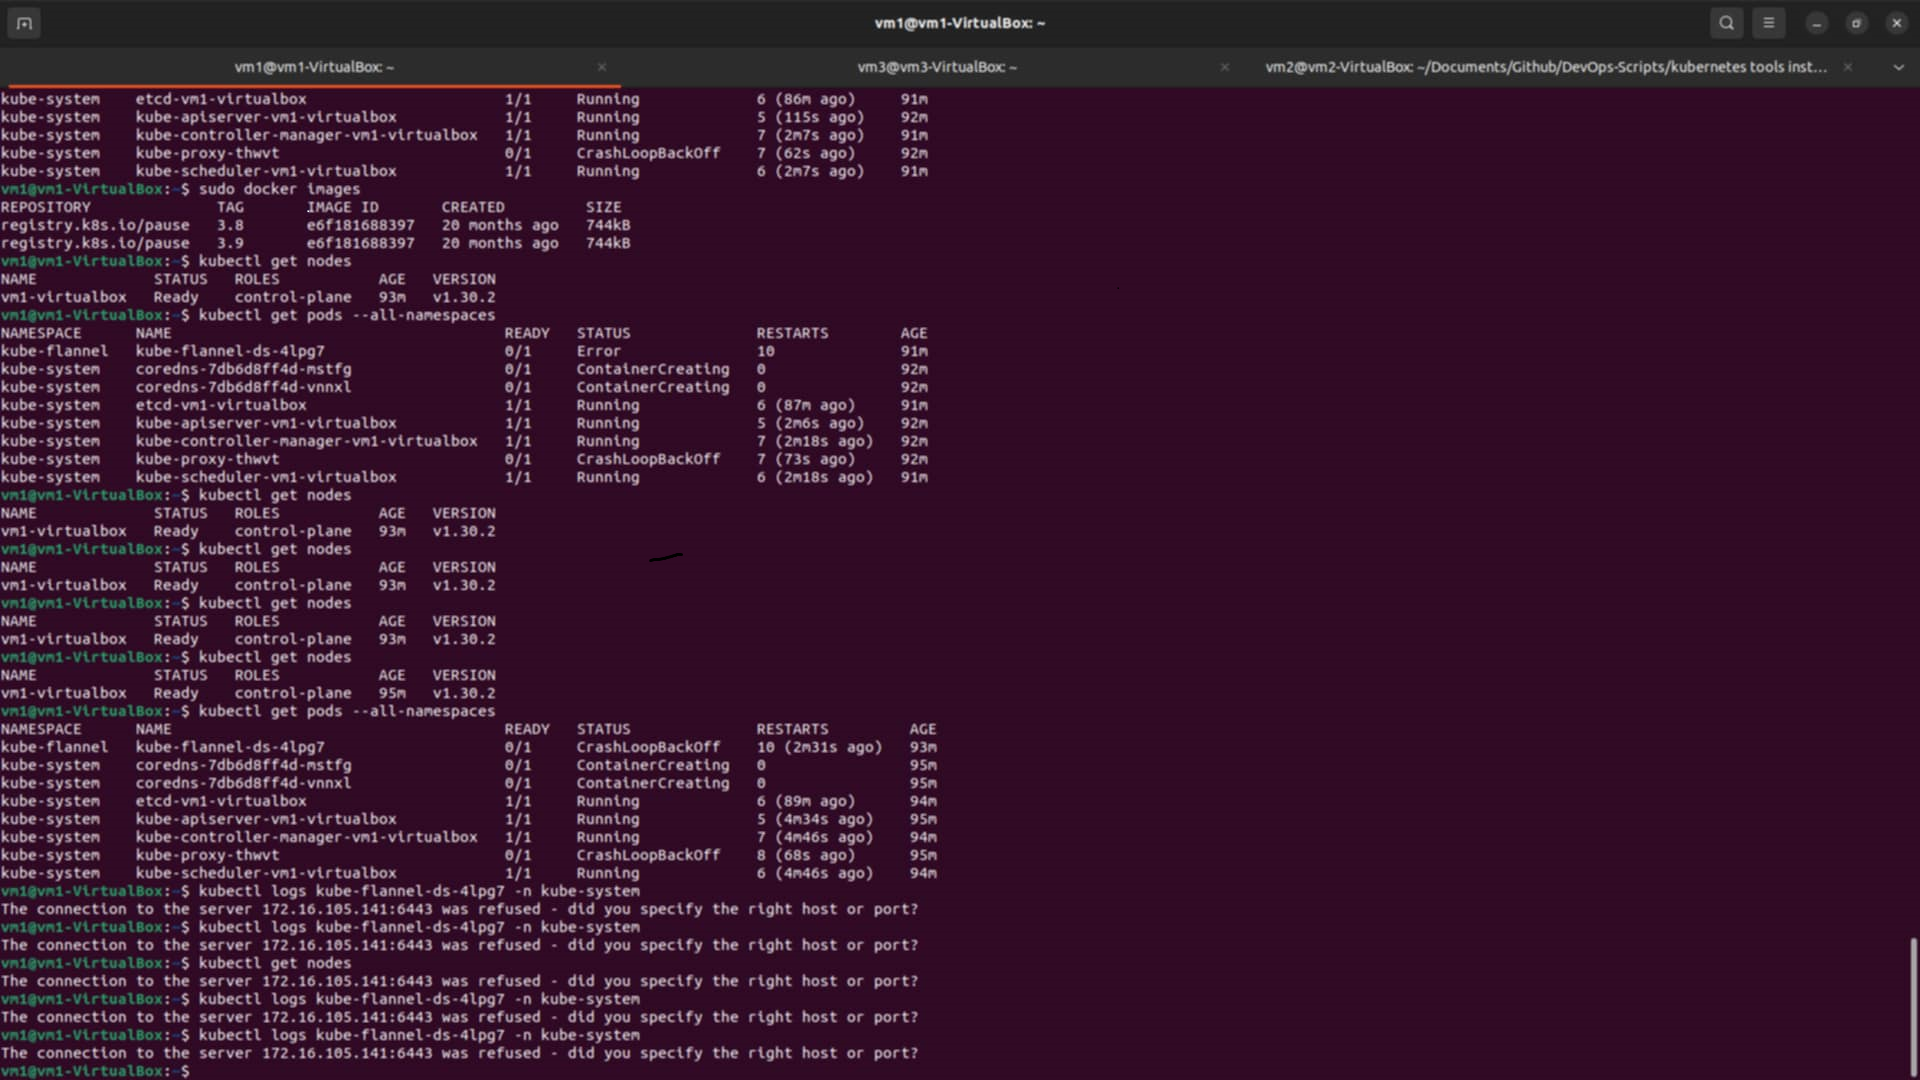 vm1@vm1-VirtualBox: ~
vm1@vm1-VirtualBox: ~ vm3@vm3-VirtualBox: ~ vm2@vm2-VirtualBox: ~/Documents/Github/DevOps-Scripts/kubernetes tools inst...
kube-system etcd-vm1-virtualbox 1/1 Running 6 (86m ago) 91m
kube-system kube-apiserver-vm1-virtualbox 1/1 Running 5 (115s ago) 92m
kube-system kube-controller-manager-vm1-virtualbox 1/1 Running 7 (2m7s ago) 91m
kube-system kube-proxy-thwvt 0/1 CrashLoopBackOff 7 (62s ago) 92m
kube-system kube-scheduler-vm1-virtualbox 1/1 Running 6 (2m7s ago) 91m
vm1@vm1-VirtualBox:~$ sudo docker images
REPOSITORY TAG IMAGE ID CREATED SIZE
registry.k8s.io/pause 3.8 e6f181688397 20 months ago 744kB
registry.k8s.io/pause 3.9 e6f181688397 20 months ago 744kB
vm1@vm1-VirtualBox:~$ kubectl get nodes
NAME STATUS ROLES AGE VERSION
vm1-virtualbox Ready control-plane 93m v1.30.2
vm1@vm1-VirtualBox:~$ kubectl get pods --all-namespaces
NAMESPACE NAME READY STATUS RESTARTS AGE
kube-flannel kube-flannel-ds-4lpg7 0/1 Error 10 91m
kube-system coredns-7db6d8ff4d-mstfg 0/1 ContainerCreating 0 92m
kube-system coredns-7db6d8ff4d-vnnxl 0/1 ContainerCreating 0 92m
kube-system etcd-vm1-virtualbox 1/1 Running 6 (87m ago) 91m
kube-system kube-apiserver-vm1-virtualbox 1/1 Running 5 (2m6s ago) 92m
kube-system kube-controller-manager-vm1-virtualbox 1/1 Running 7 (2m18s ago) 92m
kube-system kube-proxy-thwvt 0/1 CrashLoopBackOff 7 (73s ago) 92m
kube-system kube-scheduler-vm1-virtualbox 1/1 Running 6 (2m18s ago) 91m
vm1@vm1-VirtualBox:~$ kubectl get nodes
NAME STATUS ROLES AGE VERSION
vm1-virtualbox Ready control-plane 93m v1.30.2
vm1@vm1-VirtualBox:~$ kubectl get nodes
NAME STATUS ROLES AGE VERSION
vm1-virtualbox Ready control-plane 93m v1.30.2
vm1@vm1-VirtualBox:~$ kubectl get nodes
NAME STATUS ROLES AGE VERSION
vm1-virtualbox Ready control-plane 93m v1.30.2
vm1@vm1-VirtualBox:~$ kubectl get nodes
NAME STATUS ROLES AGE VERSION
vm1-virtualbox Ready control-plane 95m v1.30.2
vm1@vm1-VirtualBox:~$ kubectl get pods --all-namespaces
NAMESPACE NAME READY STATUS RESTARTS AGE
kube-flannel kube-flannel-ds-4lpg7 0/1 CrashLoopBackOff 10 (2m31s ago) 93m
kube-system coredns-7db6d8ff4d-mstfg 0/1 ContainerCreating 0 95m
kube-system coredns-7db6d8ff4d-vnnxl 0/1 ContainerCreating 0 95m
kube-system etcd-vm1-virtualbox 1/1 Running 6 (89m ago) 94m
kube-system kube-apiserver-vm1-virtualbox 1/1 Running 5 (4m34s ago) 95m
kube-system kube-controller-manager-vm1-virtualbox 1/1 Running 7 (4m46s ago) 94m
kube-system kube-proxy-thwvt 0/1 CrashLoopBackOff 8 (68s ago) 95m
kube-system kube-scheduler-vm1-virtualbox 1/1 Running 6 (4m46s ago) 94m
vm1@vm1-VirtualBox:~$ kubectl logs kube-flannel-ds-4lpg7 -n kube-system
The connection to the server 172.16.105.141:6443 was refused - did you specify the right host or port?
vm1@vm1-VirtualBox:~$ kubectl logs kube-flannel-ds-4lpg7 -n kube-system
The connection to the server 172.16.105.141:6443 was refused - did you specify the right host or port?
vm1@vm1-VirtualBox:~$ kubectl get nodes
The connection to the server 172.16.105.141:6443 was refused - did you specify the right host or port?
vm1@vm1-VirtualBox:~$ kubectl logs kube-flannel-ds-4lpg7 -n kube-system
The connection to the server 172.16.105.141:6443 was refused - did you specify the right host or port?
vm1@vm1-VirtualBox:~$ kubectl logs kube-flannel-ds-4lpg7 -n kube-system
The connection to the server 172.16.105.141:6443 was refused - did you specify the right host or port?
vm1@vm1-VirtualBox:~$